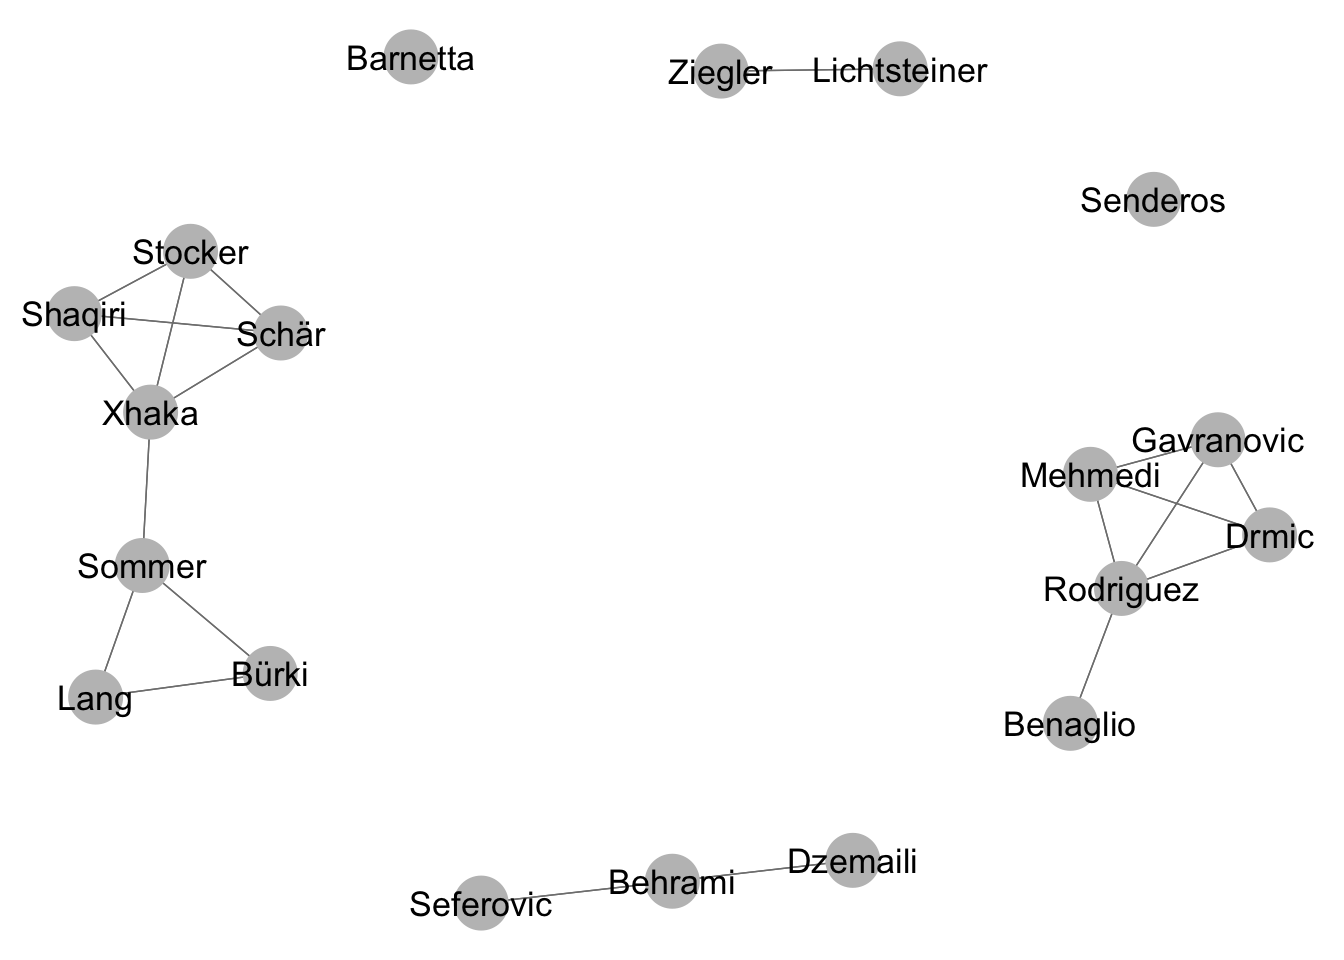 Barnetta
Ziegler
Lichtsteiner
Senderos
Stocker
Shaqiri
Schär
Xhaka
Gavranovic
Mehmedi
Drmic
Rodriguez
Sommer
Bürki
Lang
Benaglio
Dzemaili
Behrami
Seferovic